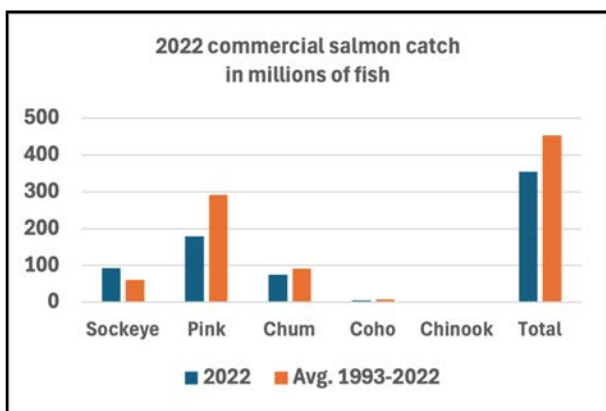 2022 commercial salmon catch
in millions of fish
500
400
300
200
100
0
Sockeye Pink Chum Coho Chinook Total
2022 Avg. 1993-2022